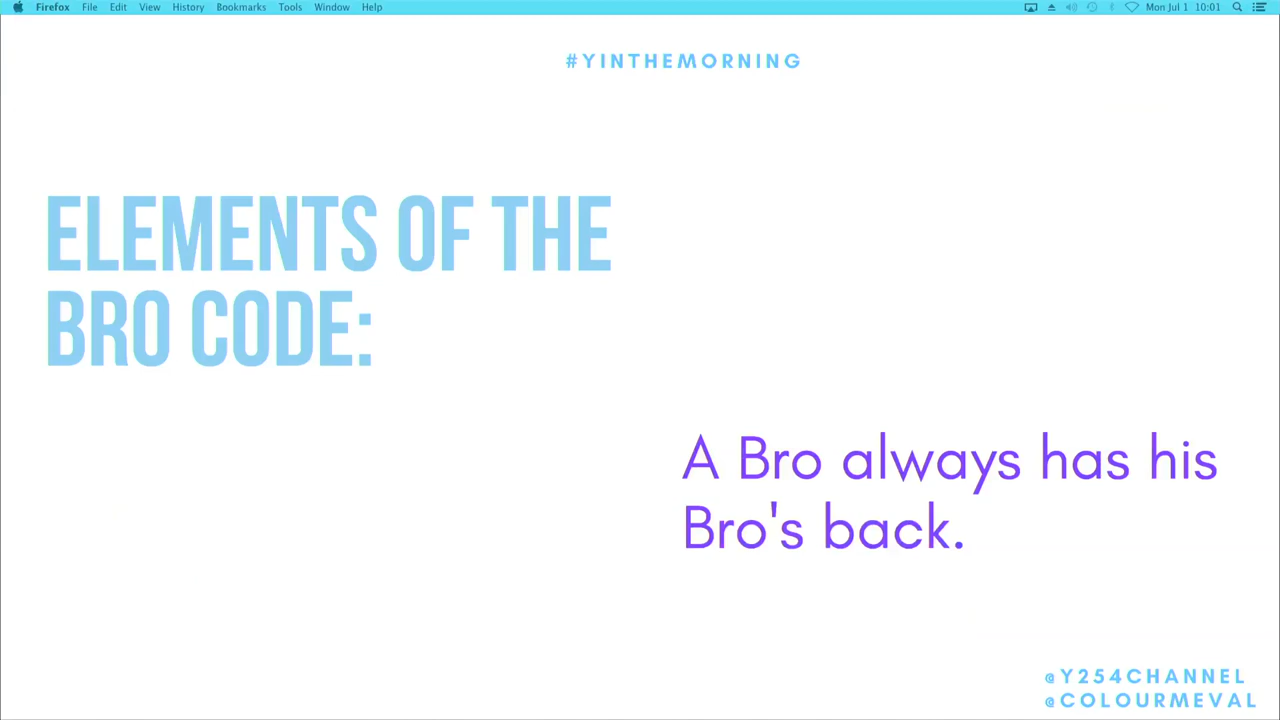 Firefox File Edit View History Bookmarks Tools Window Help Mon Jul 1 10:01
#YINTHEMORNING
ELEMENTS OF THE
BRO CODE:
A Bro always has his
Bro's back.
@Y254CHANNEL
@COLOURMEVAL